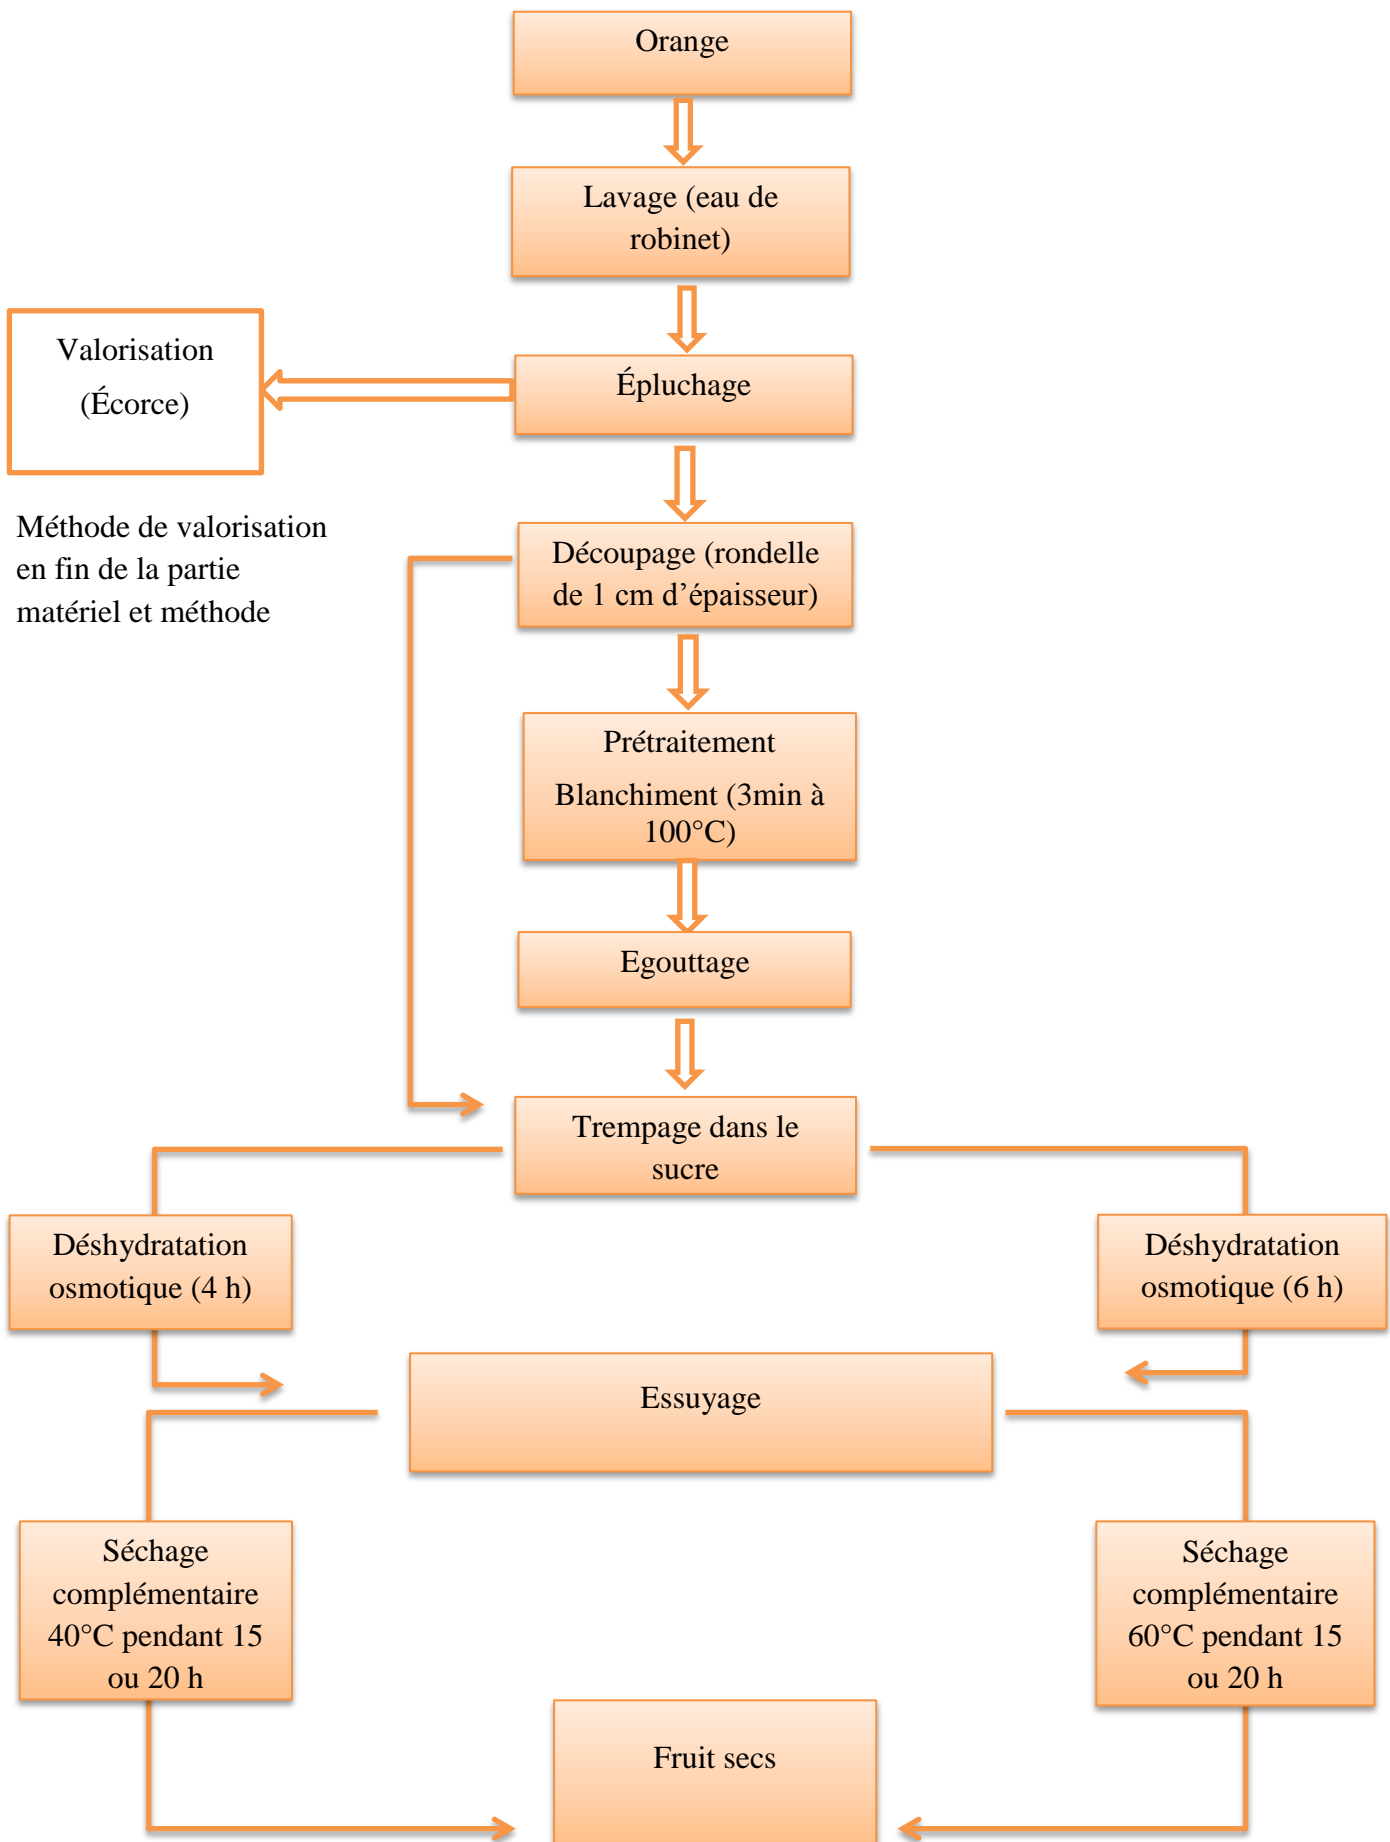 Orange
Lavage (eau de
robinet)
Valorisation
(Écorce)
Épluchage
Méthode de valorisation
en fin de la partie
matériel et méthode
Découpage (rondelle
de 1 cm d’épaisseur)
Prétraitement
Blanchiment (3min à
100°C)
Egouttage
Trempage dans le
sucre
Déshydratation
osmotique (4 h)
Déshydratation
osmotique (6 h)
Essuyage
Séchage
complémentaire
40°C pendant 15
ou 20 h
Séchage
complémentaire
60°C pendant 15
ou 20 h
Fruit secs